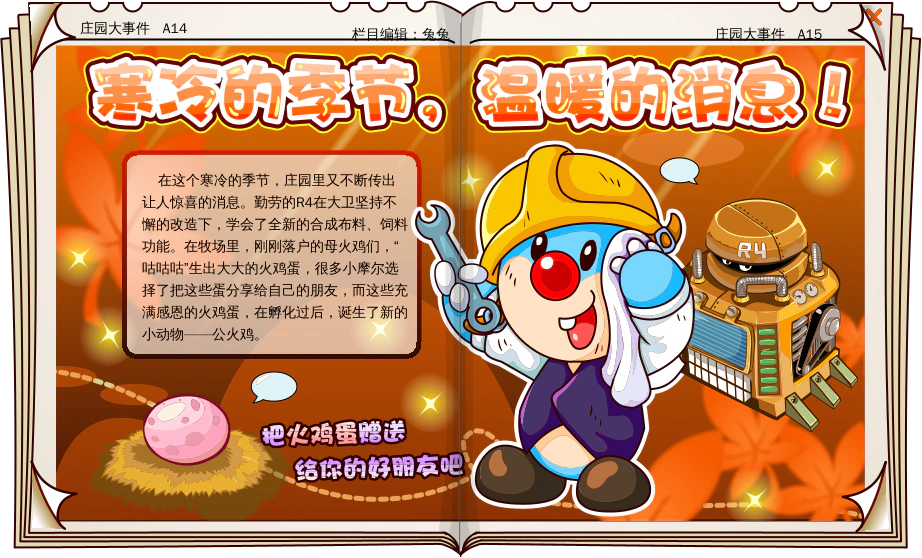 庄园大事件 A14
栏目编辑：兔兔
庄园大事件 A15
寒冷的季节，温暖的消息！
在这个寒冷的季节，庄园里又不断传出
让人惊喜的消息。勤劳的R4在大卫坚持不
懈的改造下，学会了全新的合成布料、饲料
功能。在牧场里，刚刚落户的母火鸡们，“
咕咕咕”生出大大的火鸡蛋，很多小摩尔选
择了把这些蛋分享给自己的朋友，而这些充
满感恩的火鸡蛋，在孵化过后，诞生了新的
小动物——公火鸡。
R4
把火鸡蛋赠送
给你的好朋友吧